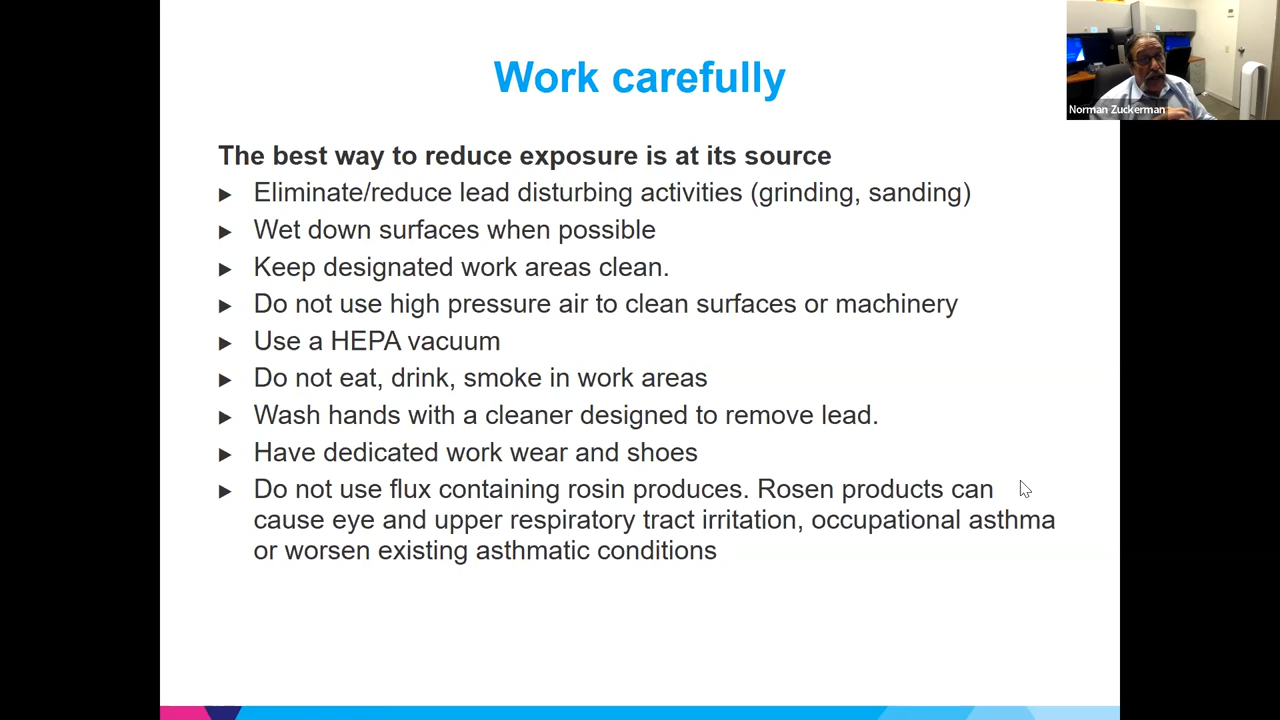 Work carefully
Norman Zuckerman
The best way to reduce exposure is at its source
► Eliminate/reduce lead disturbing activities (grinding, sanding)
► Wet down surfaces when possible
► Keep designated work areas clean.
► Do not use high pressure air to clean surfaces or machinery
► Use a HEPA vacuum
► Do not eat, drink, smoke in work areas
► Wash hands with a cleaner designed to remove lead.
► Have dedicated work wear and shoes
► Do not use flux containing rosin produces. Rosen products can
cause eye and upper respiratory tract irritation, occupational asthma
or worsen existing asthmatic conditions